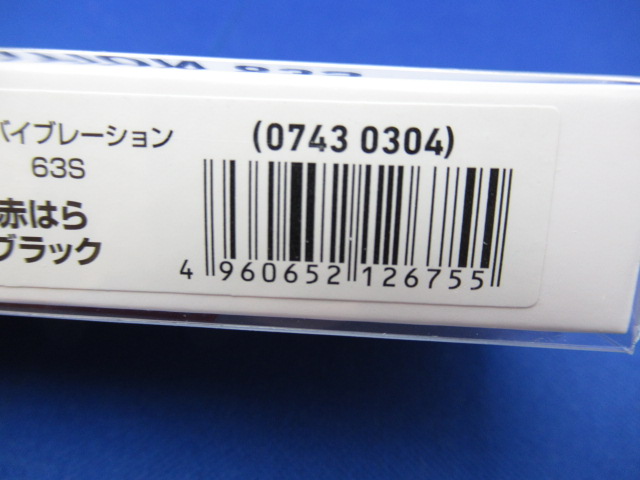 バイブレーション
63S
赤はら
ブラック
(0743 0304)
4 960652 126755